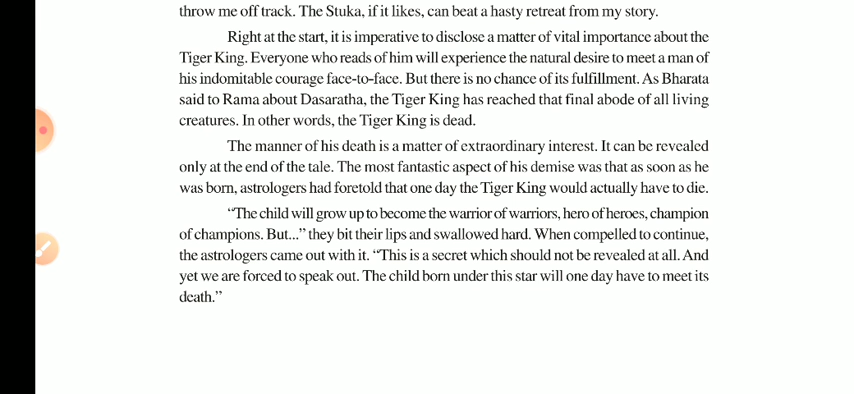 throw me off track. The Stuka, if it likes, can beat a hasty retreat from my story.
Right at the start, it is imperative to disclose a matter of vital importance about the
Tiger King. Everyone who reads of him will experience the natural desire to meet a man of
his indomitable courage face-to-face. But there is no chance of its fulfillment. As Bharata
said to Rama about Dasaratha, the Tiger King has reached that final abode of all living
creatures. In other words, the Tiger King is dead.
The manner of his death is a matter of extraordinary interest. It can be revealed
only at the end of the tale. The most fantastic aspect of his demise was that as soon as he
was born, astrologers had foretold that one day the Tiger King would actually have to die.
“The child will grow up to become the warrior of warriors, hero of heroes, champion
of champions. But...” they bit their lips and swallowed hard. When compelled to continue,
the astrologers came out with it. “This is a secret which should not be revealed at all. And
yet we are forced to speak out. The child born under this star will one day have to meet its
death.”